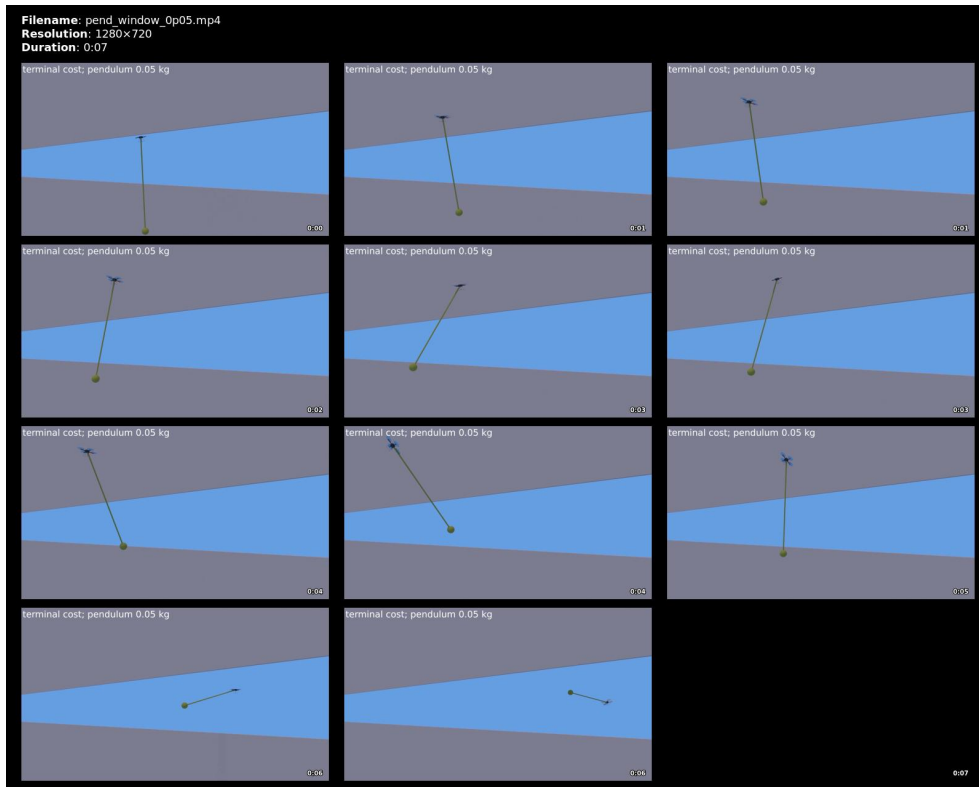 Filename: pend_window_0p05.mp4
Resolution: 1280×720
Duration: 0:07
terminal cost; pendulum 0.05 kg
0:00
terminal cost; pendulum 0.05 kg
0:01
terminal cost; pendulum 0.05 kg
0:01
terminal cost; pendulum 0.05 kg
0:02
terminal cost; pendulum 0.05 kg
0:03
terminal cost; pendulum 0.05 kg
0:03
terminal cost; pendulum 0.05 kg
0:04
terminal cost; pendulum 0.05 kg
0:04
terminal cost; pendulum 0.05 kg
0:05
terminal cost; pendulum 0.05 kg
0:06
terminal cost; pendulum 0.05 kg
0:06
0:07